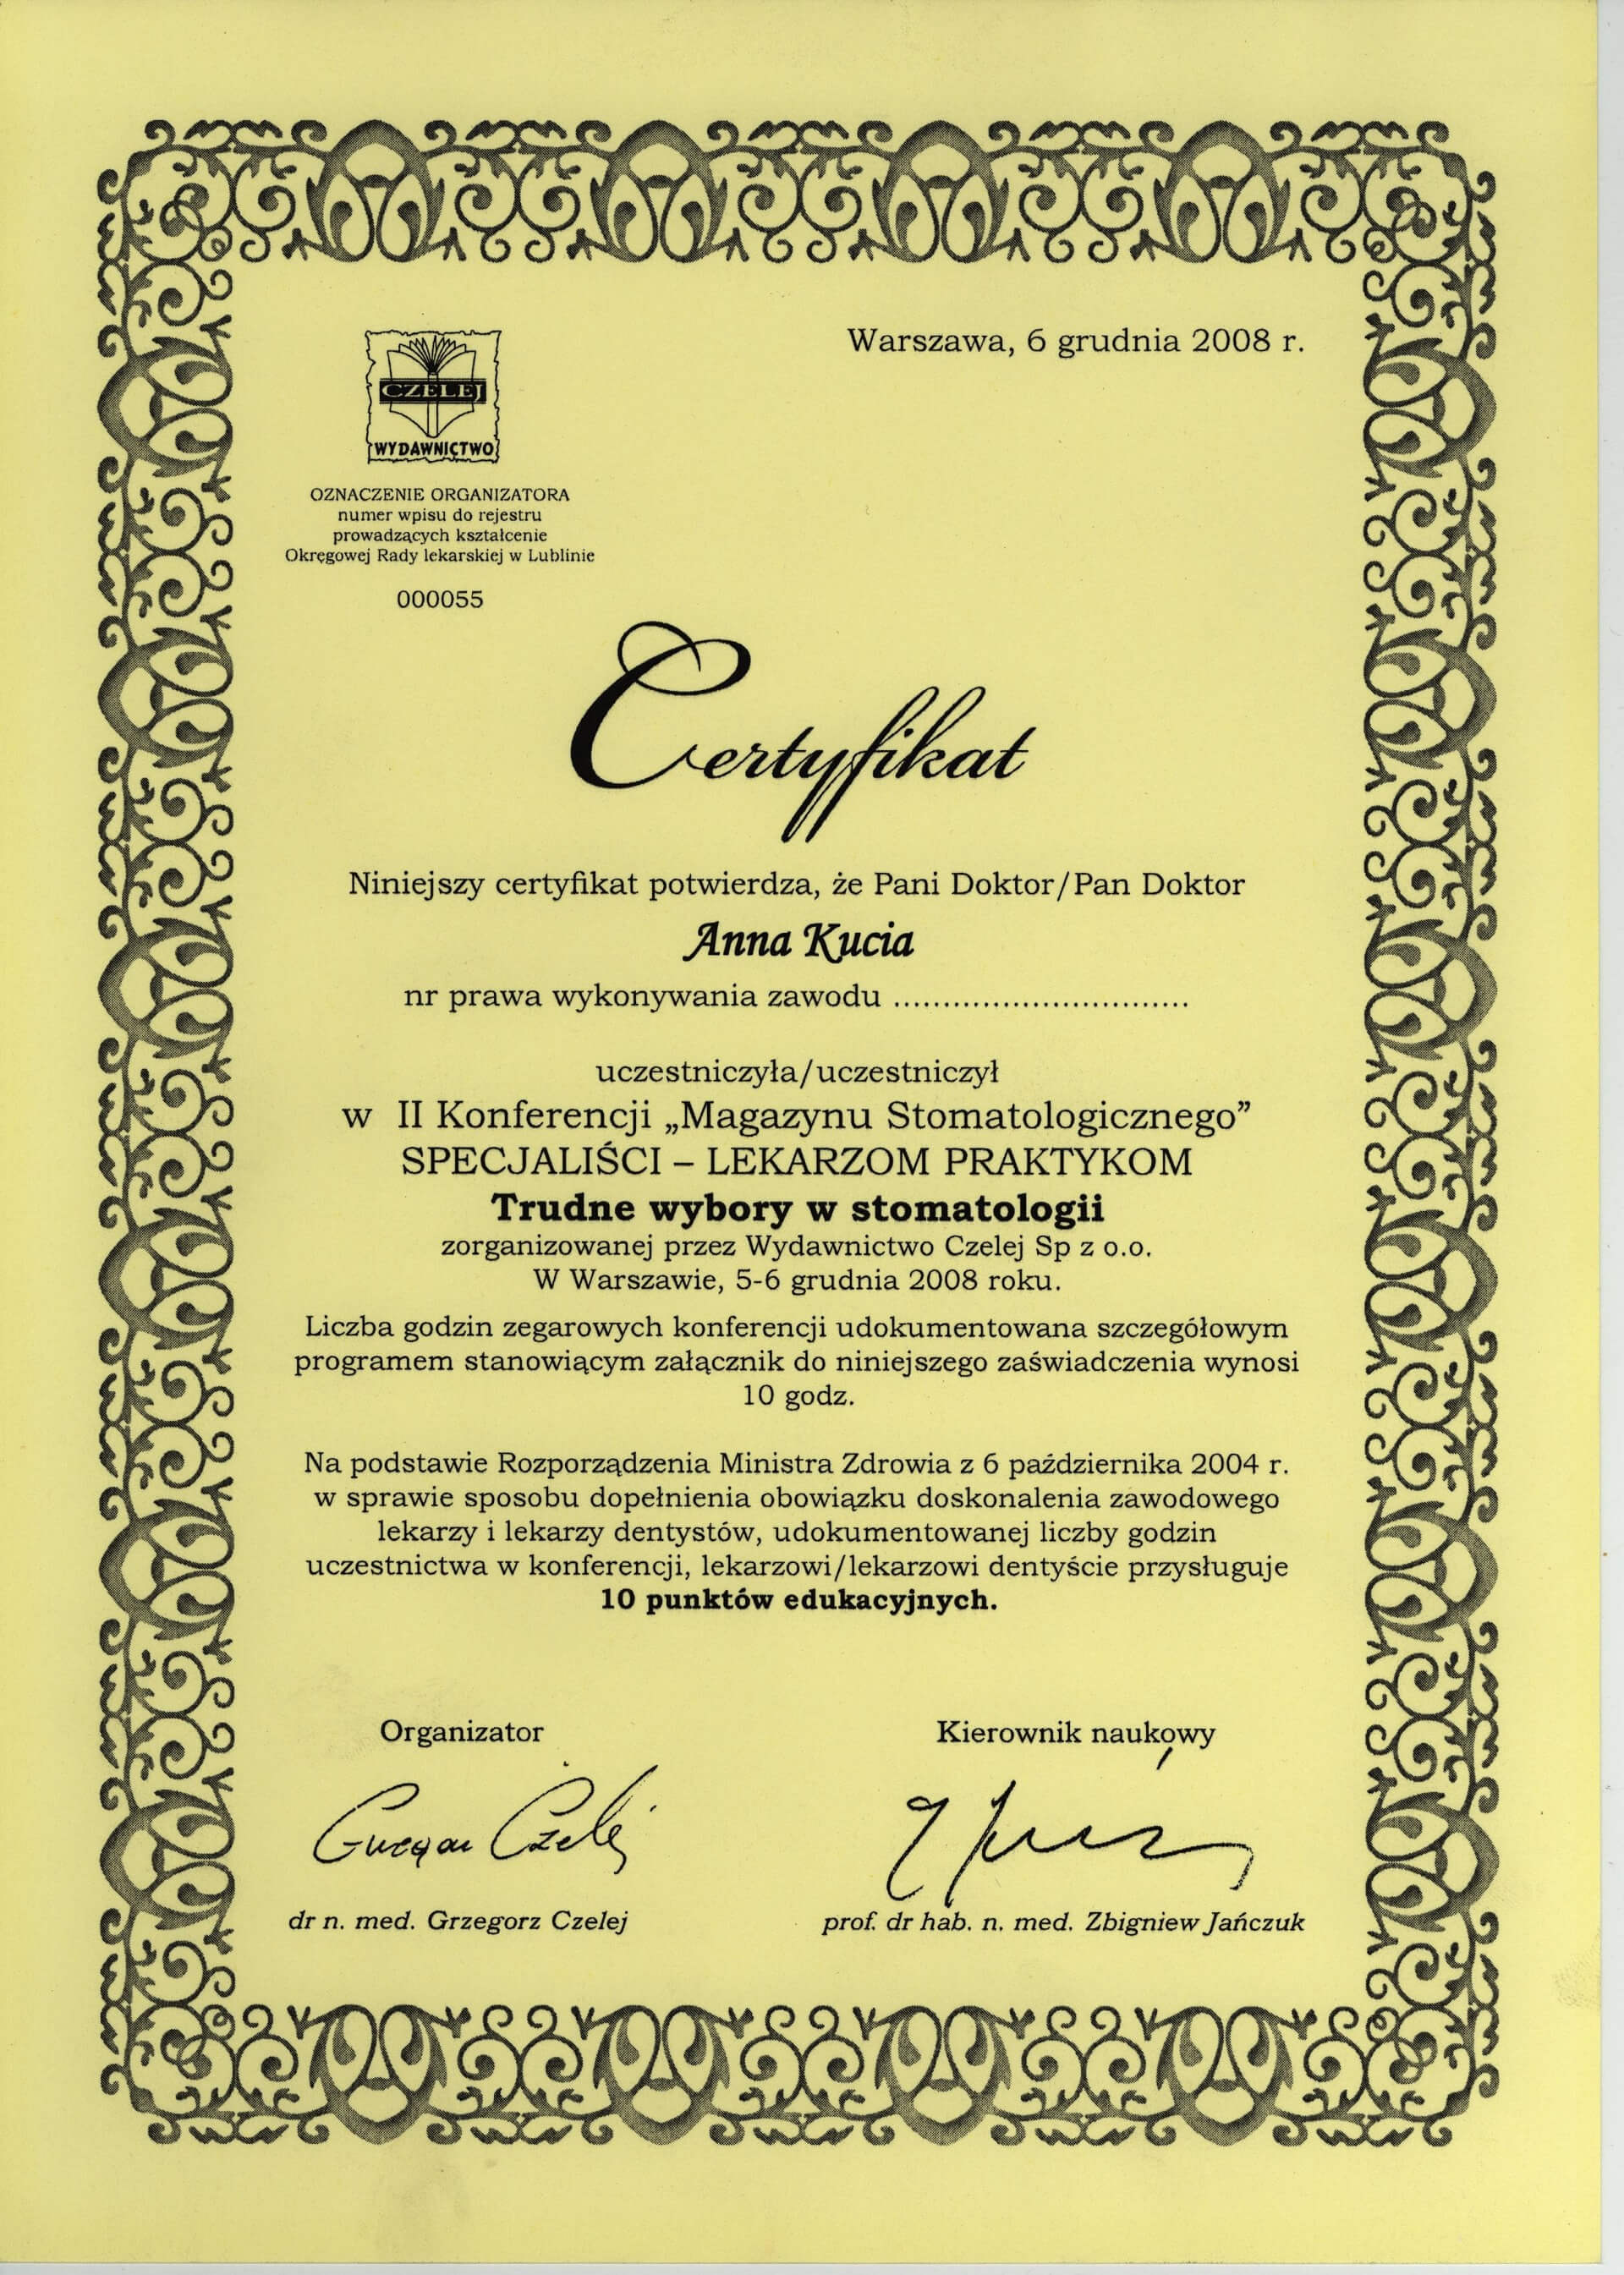 Warszawa, 6 grudnia 2008 r.
CZELEJ
WYDAWNICTWO
OZNACZENIE ORGANIZATORA
numer wpisu do rejestru
prowadzących kształcenie
Okręgowej Rady lekarskiej w Lublinie
000055
Certyfikat
Niniejszy certyfikat potwierdza, że Pani Doktor/Pan Doktor
Anna Kucia
nr prawa wykonywania zawodu ..............................
uczestniczyła/uczestniczył
w II Konferencji „Magazynu Stomatologicznego”
SPECJALIŚCI – LEKARZOM PRAKTYKOM
Trudne wybory w stomatologii
zorganizowanej przez Wydawnictwo Czelej Sp z o.o.
W Warszawie, 5-6 grudnia 2008 roku.
Liczba godzin zegarowych konferencji udokumentowana szczegółowym
programem stanowiącym załącznik do niniejszego zaświadczenia wynosi
10 godz.
Na podstawie Rozporządzenia Ministra Zdrowia z 6 października 2004 r.
w sprawie sposobu dopełnienia obowiązku doskonalenia zawodowego
lekarzy i lekarzy dentystów, udokumentowanej liczby godzin
uczestnictwa w konferencji, lekarzowi/lekarzowi dentyście przysługuje
10 punktów edukacyjnych.
Organizator
Kierownik naukowy
Grzegorz Czelej
dr n. med. Grzegorz Czelej
prof. dr hab. n. med. Zbigniew Jańczuk